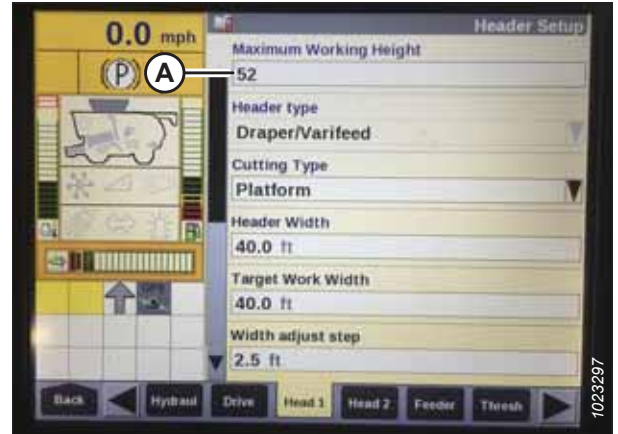 0.0 mph
Header Setup
(P)
A
Maximum Working Height
52
Header type
Draper/Varifeed
Cutting Type
Platform
Header Width
40.0 ft
Target Work Width
40.0 ft
Width adjust step
2.5 ft
Back
Hydraul
Drive
Head 1
Head 2
Feeder
Thresh
1023297